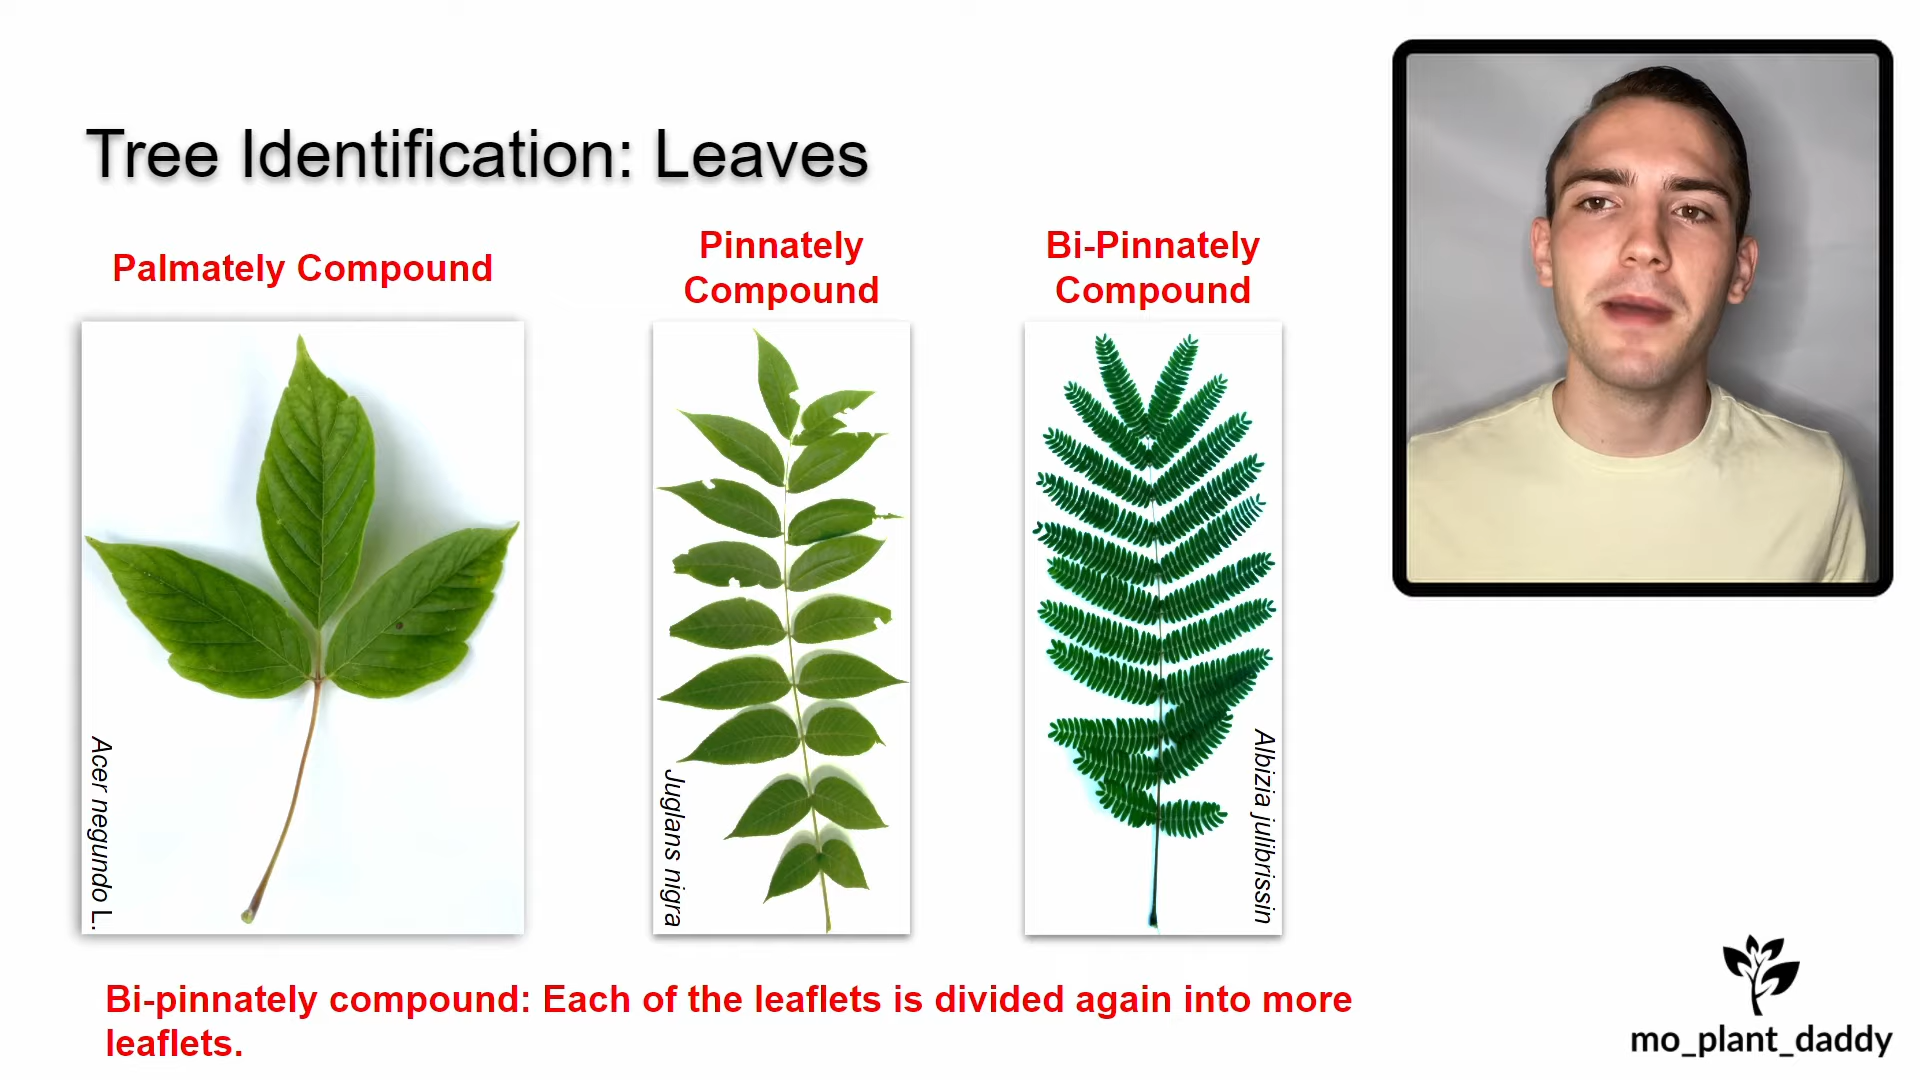 Tree Identification: Leaves
Palmately Compound
Pinnately
Compound
Bi-Pinnately
Compound
Acer negundo L.
Juglans nigra
Albizia julibrissin
Bi-pinnately compound: Each of the leaflets is divided again into more
leaflets.
mo_plant_daddy